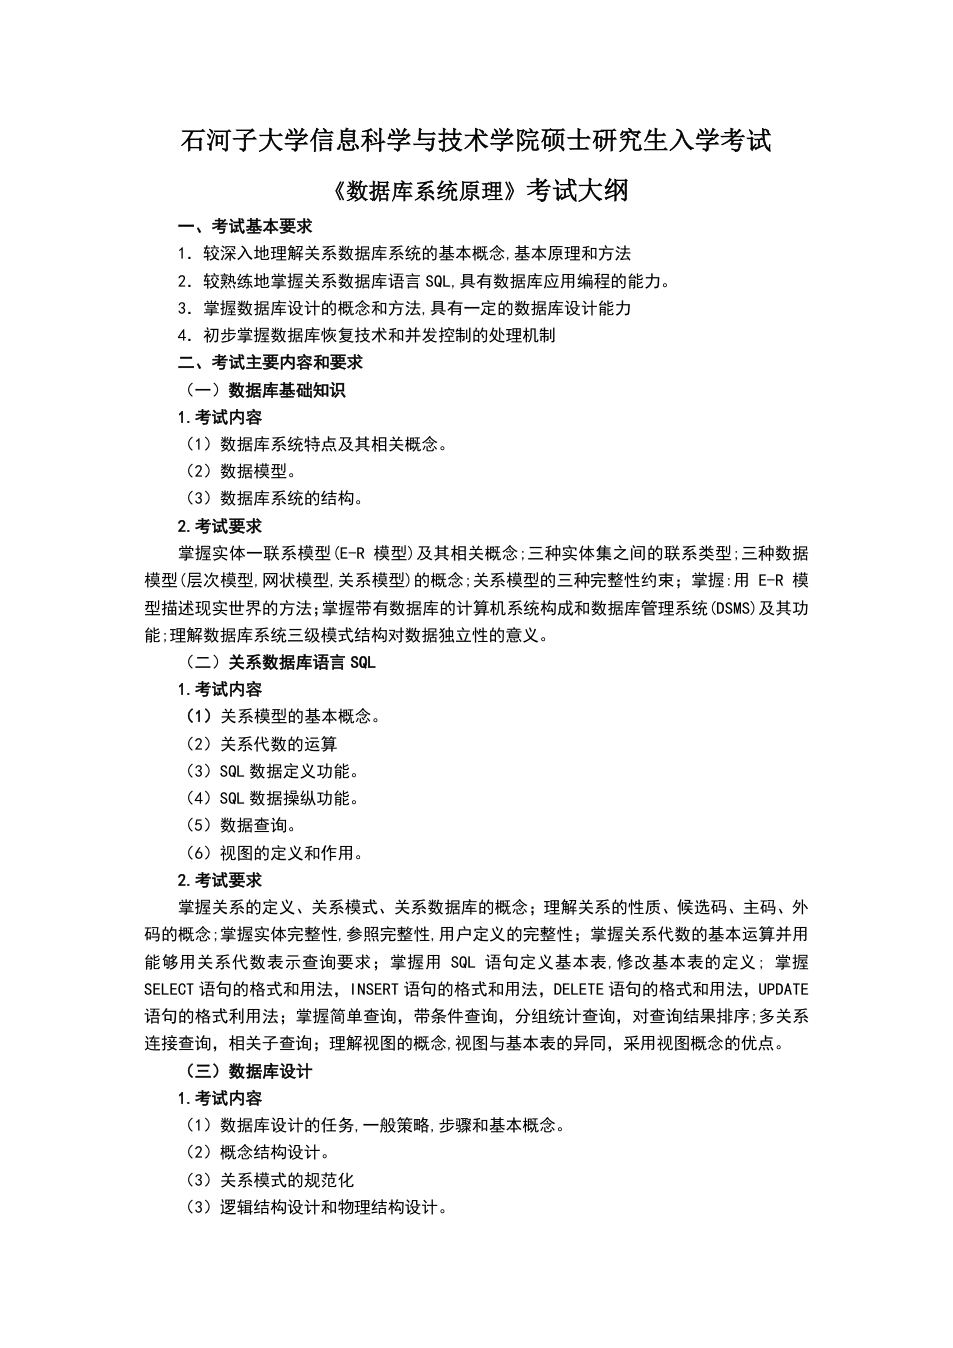 石河子大学信息科学与技术学院硕士研究生入学考试
《数据库系统原理》考试大纲
一、考试基本要求
1．较深入地理解关系数据库系统的基本概念,基本原理和方法
2．较熟练地掌握关系数据库语言 SQL,具有数据库应用编程的能力。
3．掌握数据库设计的概念和方法,具有一定的数据库设计能力
4．初步掌握数据库恢复技术和并发控制的处理机制
二、考试主要内容和要求
（一）数据库基础知识
1.考试内容
（1）数据库系统特点及其相关概念。
（2）数据模型。
（3）数据库系统的结构。
2.考试要求
掌握实体一联系模型(E-R 模型)及其相关概念;三种实体集之间的联系类型;三种数据
模型(层次模型,网状模型,关系模型)的概念;关系模型的三种完整性约束；掌握:用 E-R 模
型描述现实世界的方法;掌握带有数据库的计算机系统构成和数据库管理系统(DSMS)及其功
能;理解数据库系统三级模式结构对数据独立性的意义。
（二）关系数据库语言 SQL
1.考试内容
（1）关系模型的基本概念。
（2）关系代数的运算
（3）SQL 数据定义功能。
（4）SQL 数据操纵功能。
（5）数据查询。
（6）视图的定义和作用。
2.考试要求
掌握关系的定义、关系模式、关系数据库的概念；理解关系的性质、候选码、主码、外
码的概念;掌握实体完整性,参照完整性,用户定义的完整性；掌握关系代数的基本运算并用
能够用关系代数表示查询要求；掌握用 SQL 语句定义基本表,修改基本表的定义; 掌握
SELECT 语句的格式和用法，INSERT 语句的格式和用法，DELETE 语句的格式和用法，UPDATE
语句的格式利用法；掌握简单查询，带条件查询，分组统计查询，对查询结果排序;多关系
连接查询，相关子查询；理解视图的概念,视图与基本表的异同，采用视图概念的优点。
（三）数据库设计
1.考试内容
（1）数据库设计的任务,一般策略,步骤和基本概念。
（2）概念结构设计。
（3）关系模式的规范化
（3）逻辑结构设计和物理结构设计。